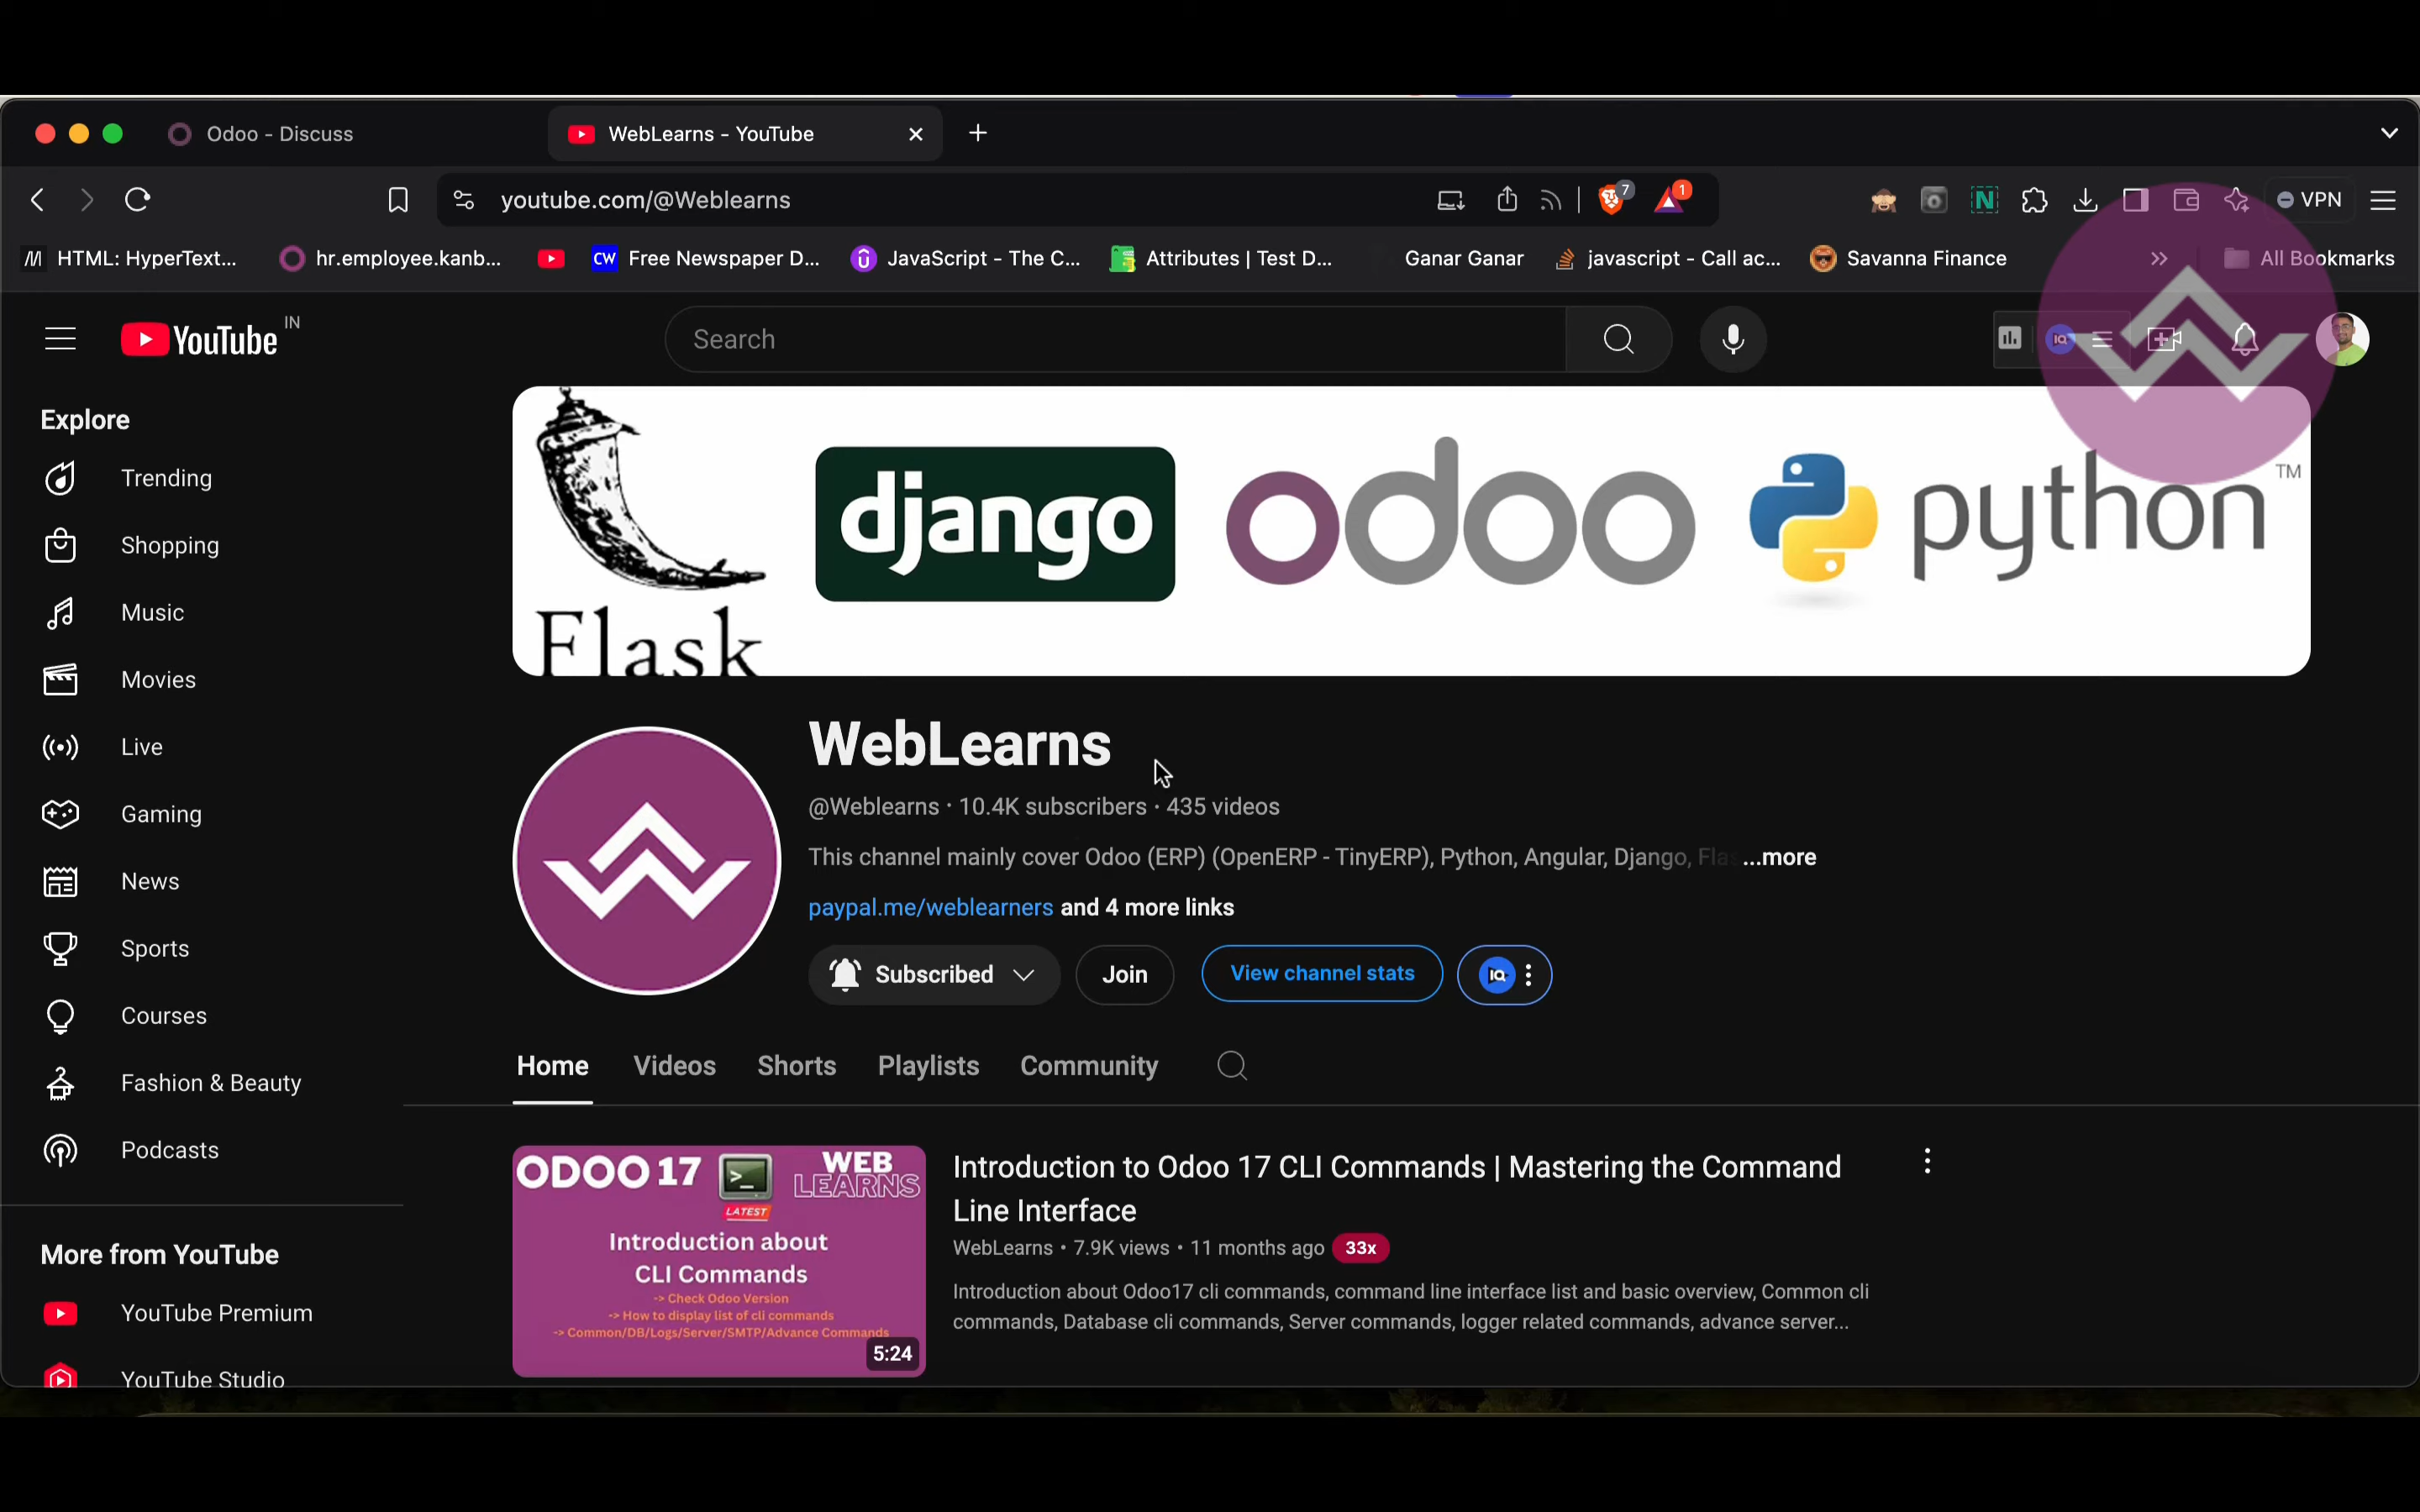 Odoo - Discuss
WebLearns - YouTube
youtube.com/@Weblearns
7
1
VPN
HTML: HyperText...
hr.employee.kanb...
CW Free Newspaper D...
JavaScript - The C...
Attributes | Test D...
Ganar Ganar
javascript - Call ac...
Savanna Finance
All Bookmarks
YouTube IN
Search
Explore
Trending
Shopping
Music
Movies
Live
Gaming
News
Sports
Courses
Fashion & Beauty
Podcasts
More from YouTube
YouTube Premium
YouTube Studio
Flask
django
odoo
python TM
WebLearns
@Weblearns · 10.4K subscribers · 435 videos
This channel mainly cover Odoo (ERP) (OpenERP - TinyERP), Python, Angular, Django, Flas ...more
paypal.me/weblearners and 4 more links
Subscribed
Join
View channel stats
IQ
Home
Videos
Shorts
Playlists
Community
ODOO 17
WEB
LEARNS
LATEST
Introduction about
CLI Commands
-> Check Odoo Version
-> How to display list of cli commands
-> Common/DB/Logs/Server/SMTP/Advance Commands
5:24
Introduction to Odoo 17 CLI Commands | Mastering the Command
Line Interface
WebLearns · 7.9K views · 11 months ago 33x
Introduction about Odoo17 cli commands, command line interface list and basic overview, Common cli
commands, Database cli commands, Server commands, logger related commands, advance server...